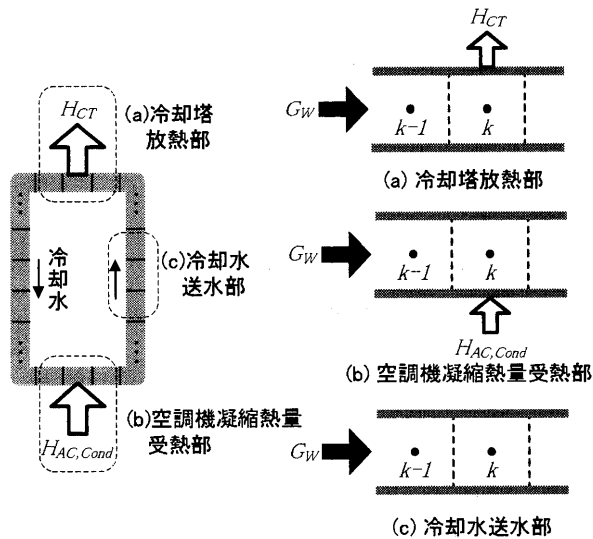 H_CT
(a)冷却塔
放熱部
冷却水
(c)冷却水
送水部
(b)空調機凝縮熱量
受熱部
H_AC,Cond
H_CT
G_W
k-1
k
(a) 冷却塔放熱部
G_W
k-1
k
H_AC,Cond
(b) 空調機凝縮熱量受熱部
G_W
k-1
k
(c) 冷却水送水部